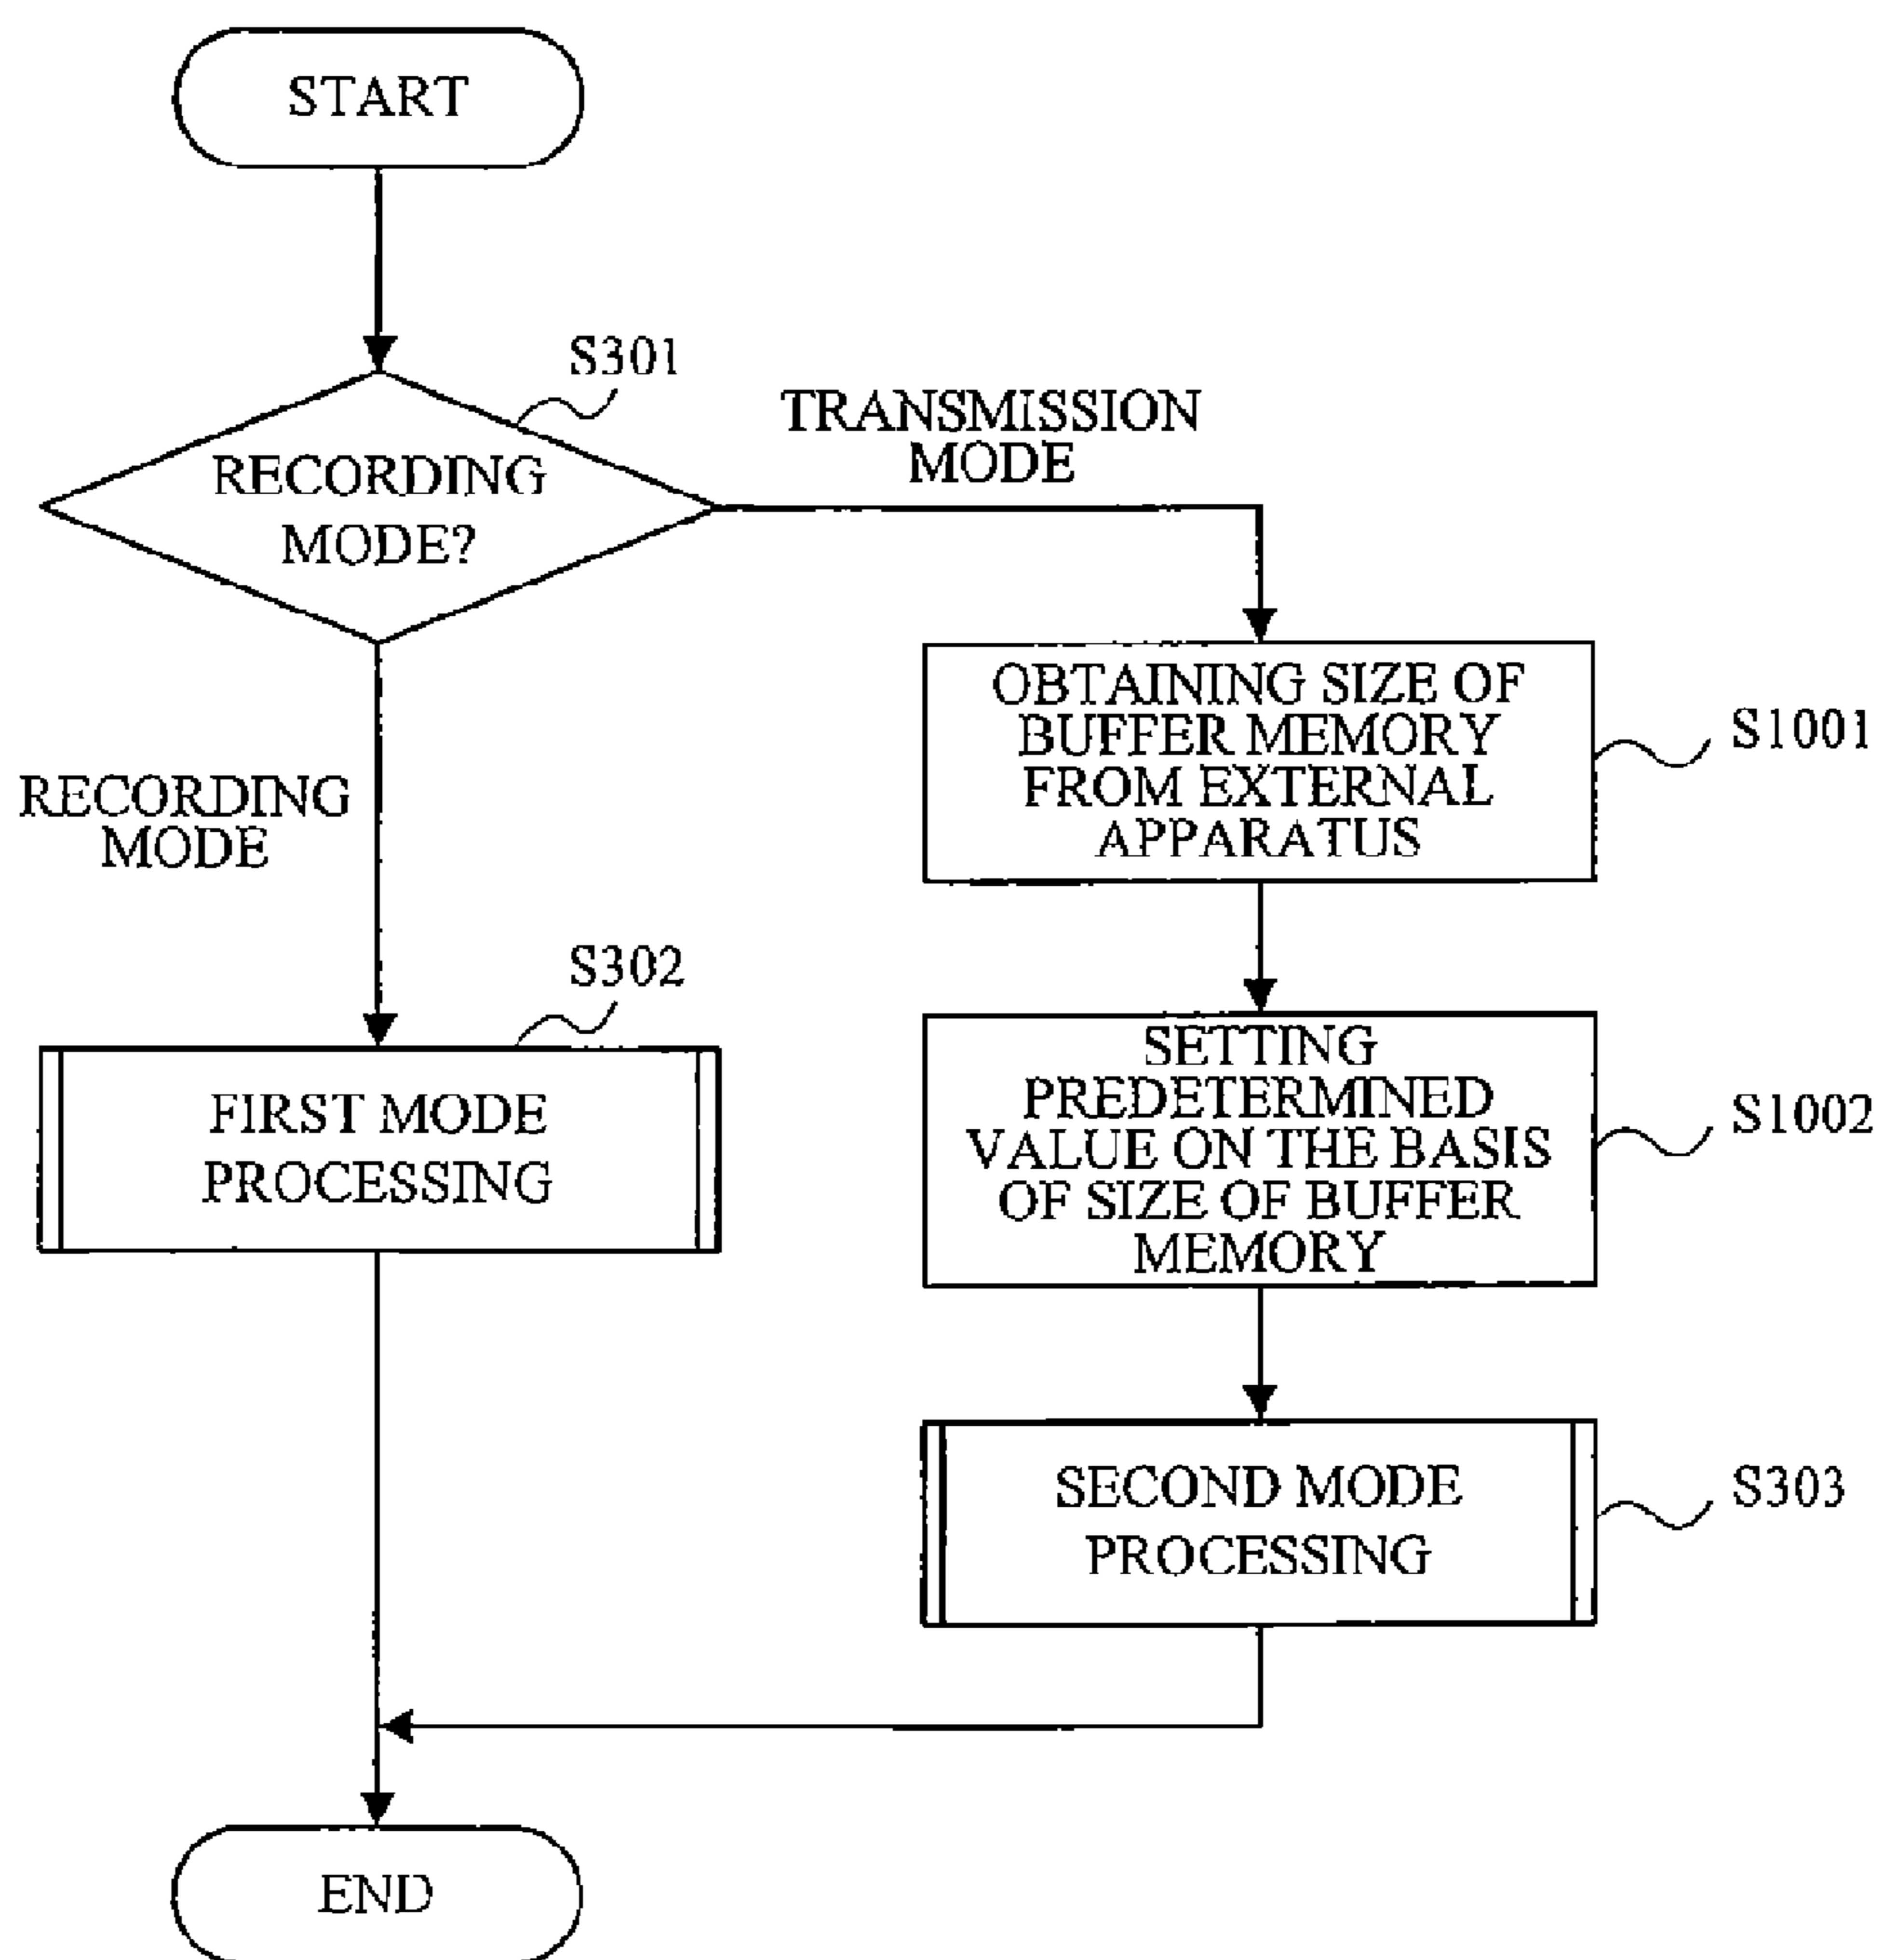 START
S301
RECORDING
MODE?
TRANSMISSION
MODE
RECORDING
MODE
OBTAINING SIZE OF
BUFFER MEMORY
FROM EXTERNAL
APPARATUS
S1001
S302
FIRST MODE
PROCESSING
SETTING
PREDETERMINED
VALUE ON THE BASIS
OF SIZE OF BUFFER
MEMORY
S1002
SECOND MODE
PROCESSING
S303
END